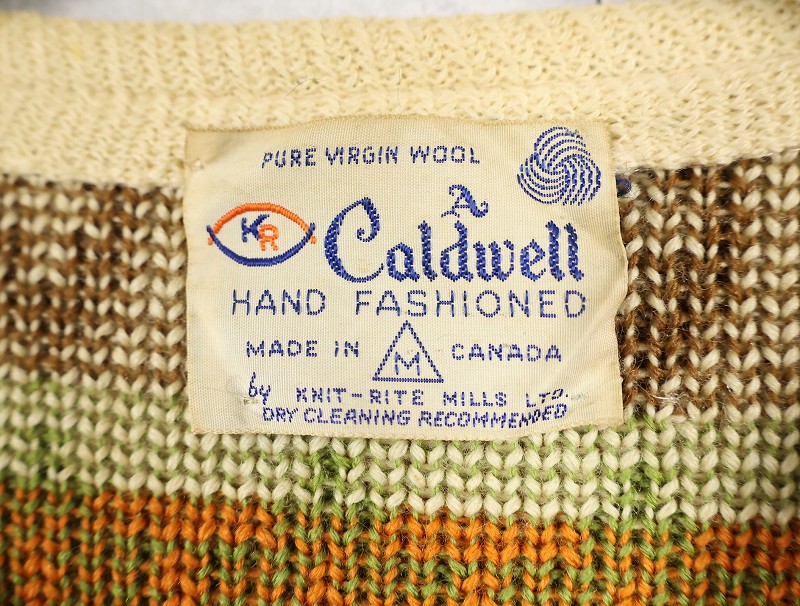 PURE VIRGIN WOOL
KR
A
Caldwell
HAND FASHIONED
MADE IN M CANADA
by KNIT-RITE MILLS LTD.
DRY CLEANING RECOMMENDED